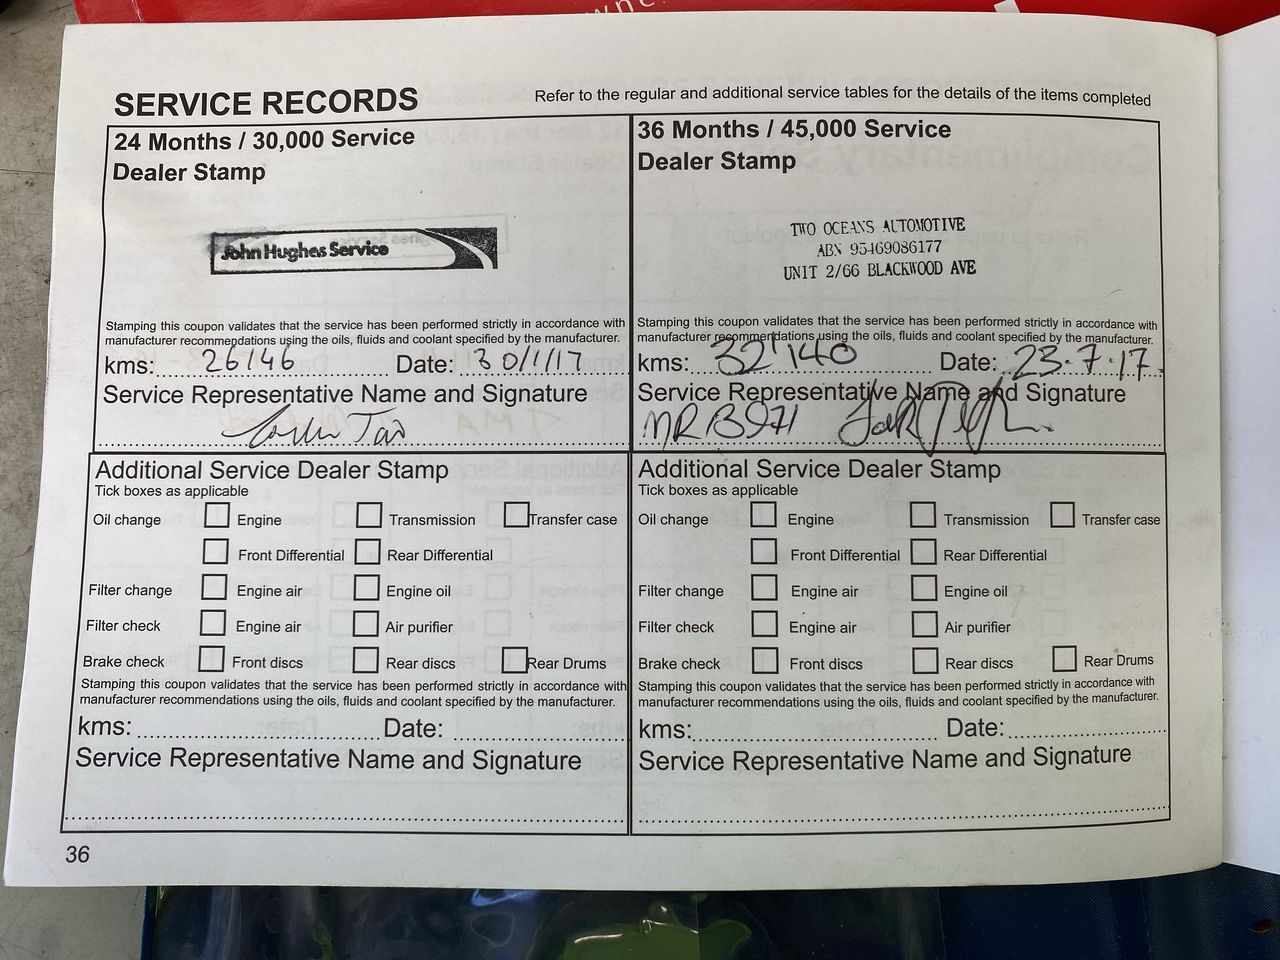 SERVICE RECORDS
Refer to the regular and additional service tables for the details of the items completed
24 Months / 30,000 Service
Dealer Stamp
John Hughes Service
Stamping this coupon validates that the service has been performed strictly in accordance with
manufacturer recommendations using the oils, fluids and coolant specified by the manufacturer.
kms: 26146 Date: 30/1/17
Service Representative Name and Signature
36 Months / 45,000 Service
Dealer Stamp
TWO OCEANS AUTOMOTIVE
ABN 95469086177
UNIT 2/66 BLACKWOOD AVE
Stamping this coupon validates that the service has been performed strictly in accordance with
manufacturer recommendations using the oils, fluids and coolant specified by the manufacturer.
kms: 32'140 Date: 23.7.17.
Service Representative Name and Signature
Additional Service Dealer Stamp
Tick boxes as applicable
Oil change Engine Transmission Transfer case
Front Differential Rear Differential
Filter change Engine air Engine oil
Filter check Engine air Air purifier
Brake check Front discs Rear discs Rear Drums
Stamping this coupon validates that the service has been performed strictly in accordance with
manufacturer recommendations using the oils, fluids and coolant specified by the manufacturer.
kms: Date:
Service Representative Name and Signature
Additional Service Dealer Stamp
Tick boxes as applicable
Oil change Engine Transmission Transfer case
Front Differential Rear Differential
Filter change Engine air Engine oil
Filter check Engine air Air purifier
Brake check Front discs Rear discs Rear Drums
Stamping this coupon validates that the service has been performed strictly in accordance with
manufacturer recommendations using the oils, fluids and coolant specified by the manufacturer.
kms: Date:
Service Representative Name and Signature
36